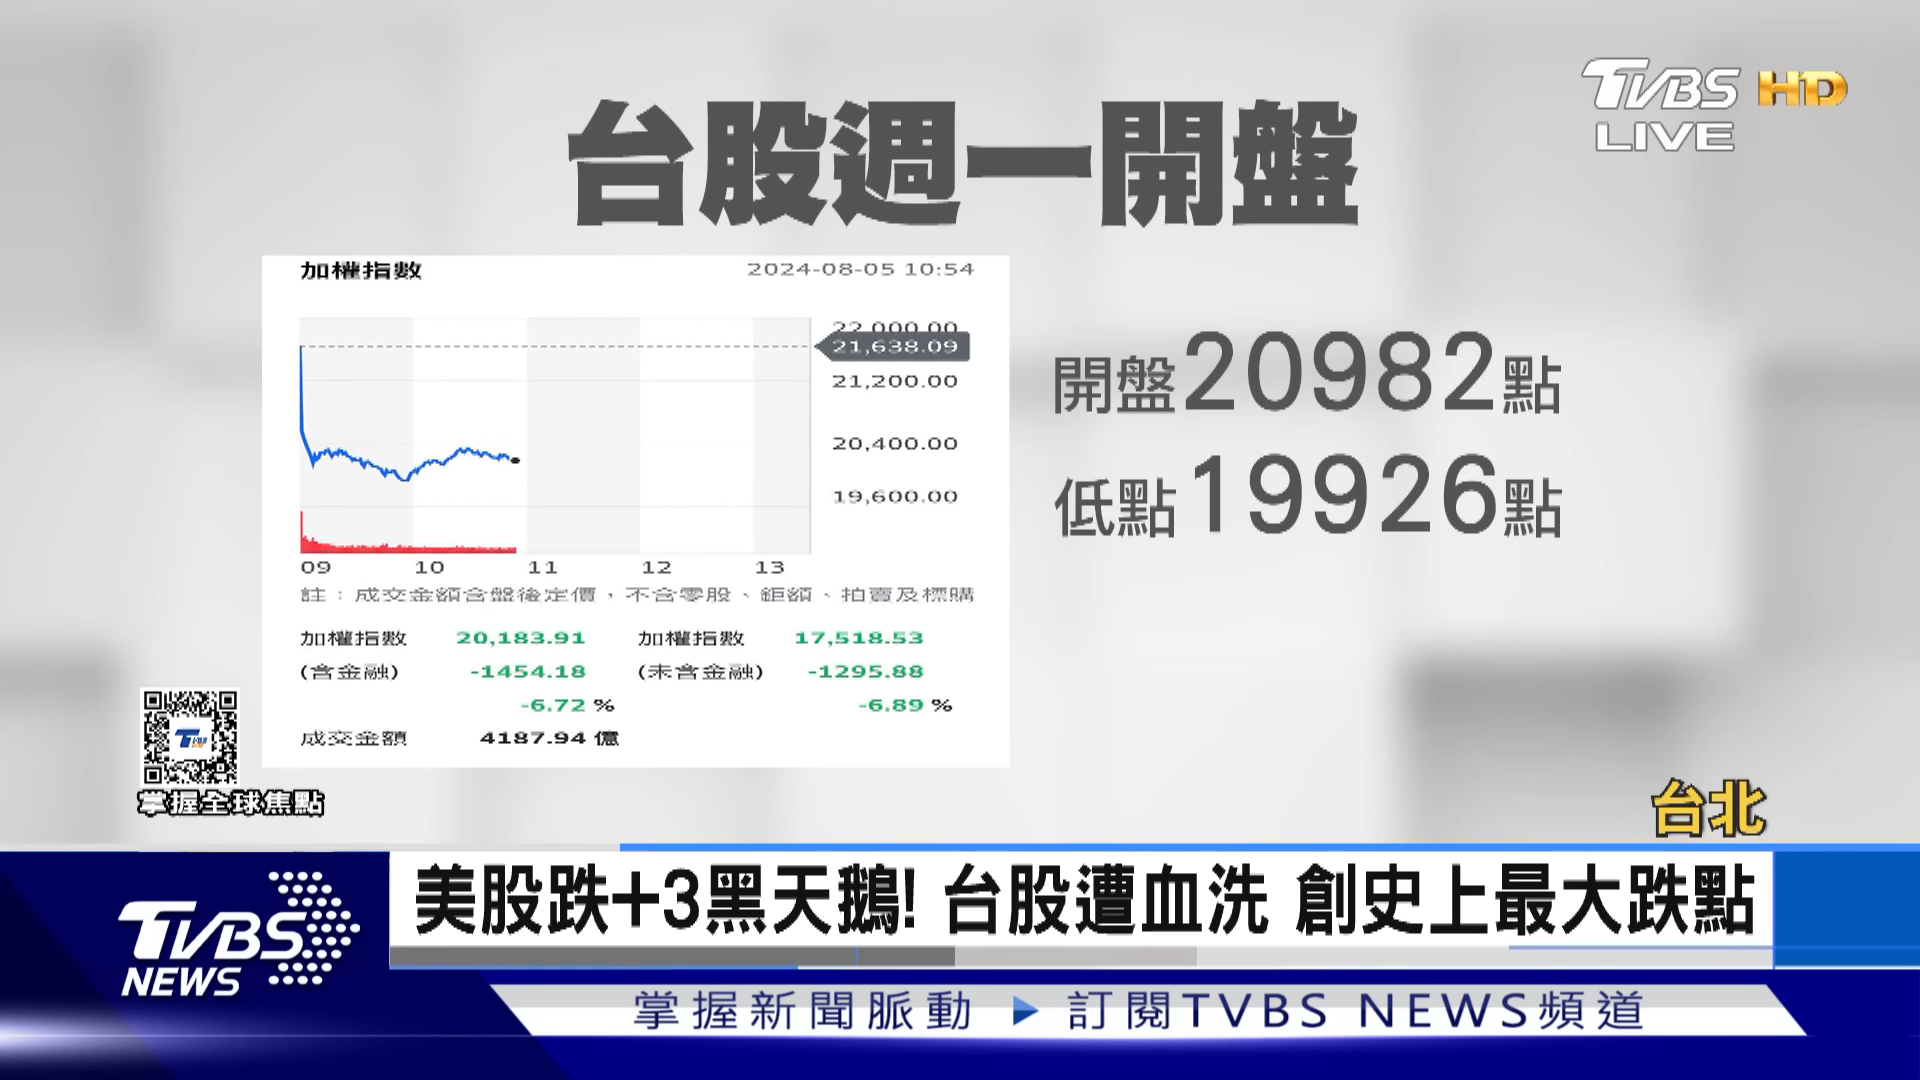 台股週一開盤
TVBS HD
LIVE
加權指數 2024-08-05 10:54
22,000.00
21,638.09
21,200.00
20,400.00
19,600.00
09 10 11 12 13
註：成交金額含盤後定價，不含零股、鉅額、拍賣及標購
加權指數 20,183.91 加權指數 17,518.53
(含金融) -1454.18 (未含金融) -1295.88
-6.72 % -6.89 %
成交金額 4187.94 億
開盤20982點
低點19926點
TVBS
掌握全球焦點
台北
美股跌+3黑天鵝! 台股遭血洗 創史上最大跌點
TVBS
NEWS
掌握新聞脈動 ▶ 訂閱TVBS NEWS頻道